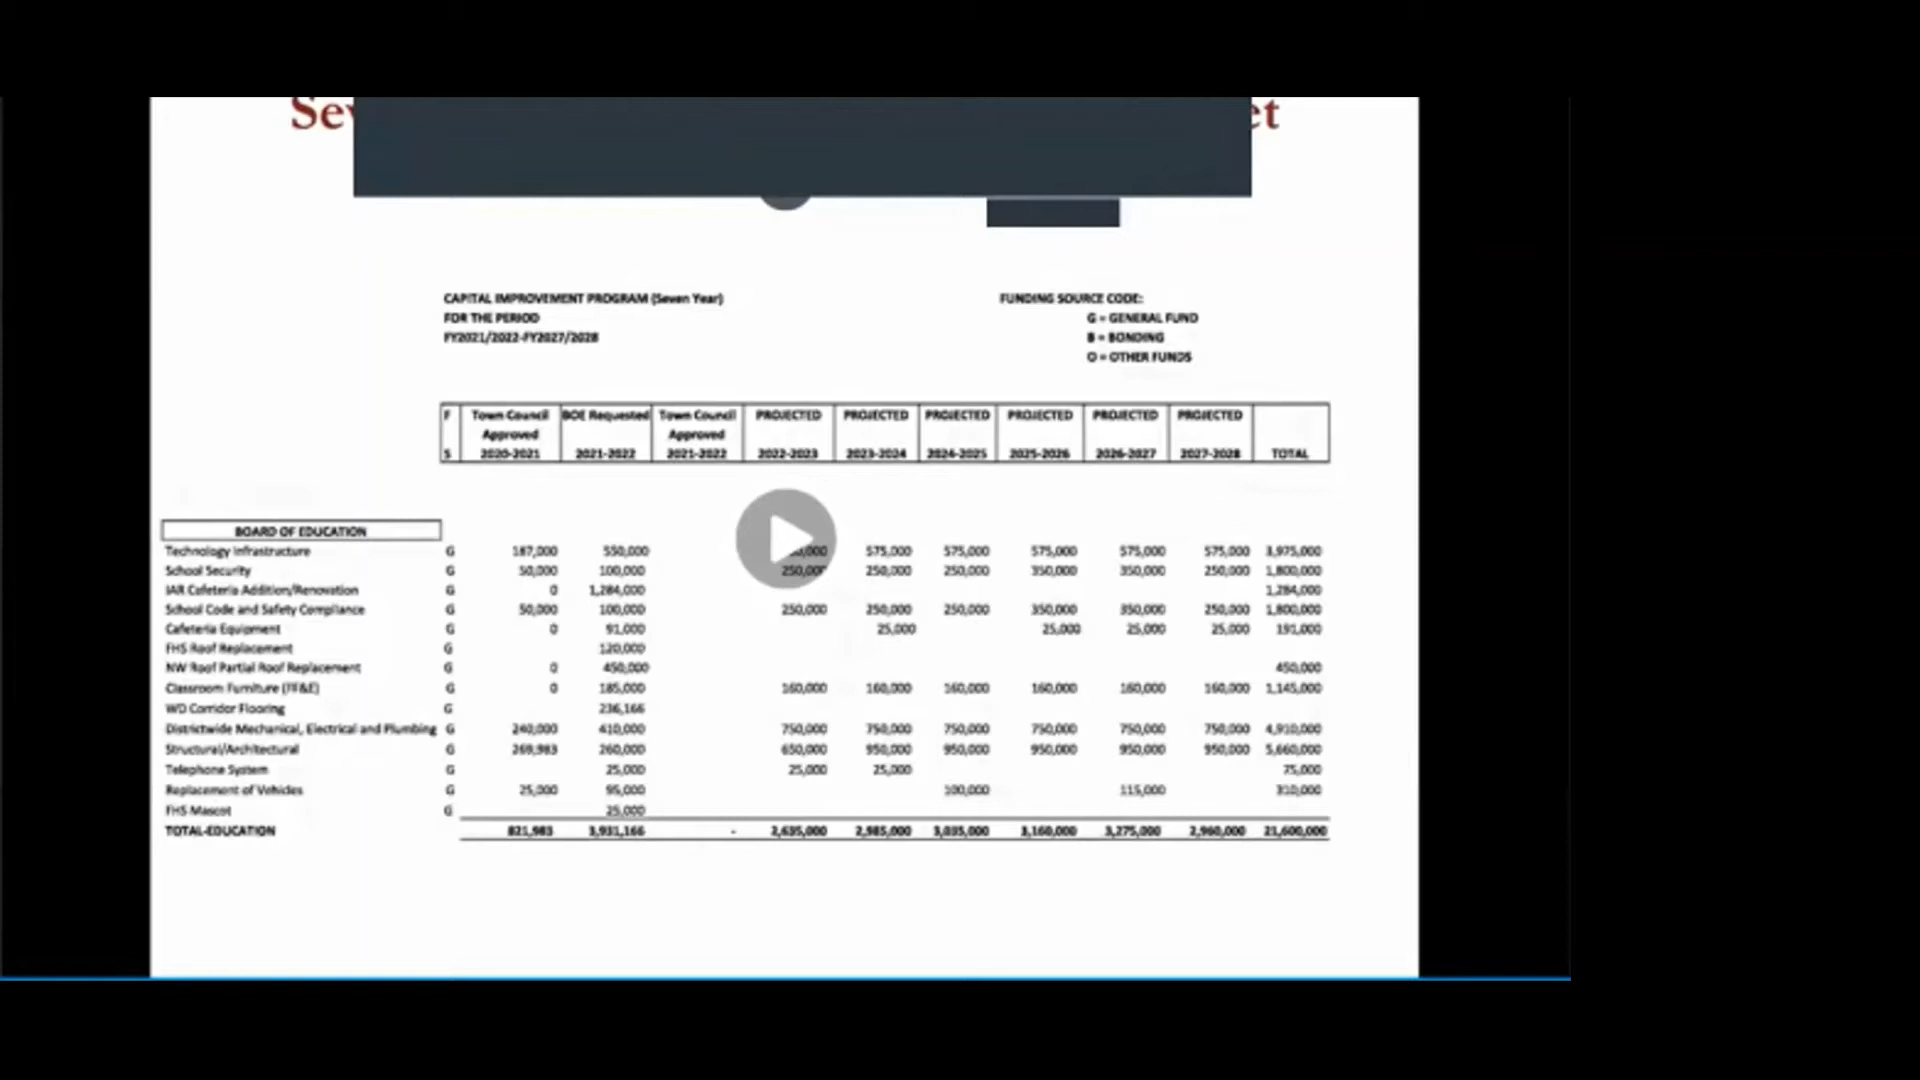 CAPITAL IMPROVEMENT PROGRAM (Seven Year) FUNDING SOURCE CODE:
FOR THE PERIOD G = GENERAL FUND
FY2021/2022-FY2027/2028 B = BONDING
O = OTHER FUNDS
F Town Council BOE Requested Town Council PROJECTED PROJECTED PROJECTED PROJECTED PROJECTED PROJECTED
Approved Approved
S 2020-2021 2021-2022 2021-2022 2022-2023 2023-2024 2024-2025 2025-2026 2026-2027 2027-2028 TOTAL
BOARD OF EDUCATION
Technology Infrastructure G 187,000 550,000 575,000 575,000 575,000 575,000 575,000 3,975,000
School Security G 50,000 100,000 250,000 250,000 250,000 350,000 350,000 250,000 1,800,000
IAR Cafeteria Addition/Renovation G 0 1,284,000 1,284,000
School Code and Safety Compliance G 50,000 100,000 250,000 250,000 250,000 350,000 350,000 250,000 1,800,000
Cafeteria Equipment G 0 91,000 25,000 25,000 25,000 25,000 191,000
FHS Roof Replacement G 120,000
NW Roof Partial Roof Replacement G 0 450,000 450,000
Classroom Furniture (FF&E) G 0 185,000 160,000 160,000 160,000 160,000 160,000 160,000 1,145,000
WD Corridor Flooring G 236,166
Districtwide Mechanical, Electrical and Plumbing G 240,000 410,000 750,000 750,000 750,000 750,000 750,000 750,000 4,910,000
Structural/Architectural G 269,983 260,000 650,000 950,000 950,000 950,000 950,000 950,000 5,660,000
Telephone System G 25,000 25,000 25,000 75,000
Replacement of Vehicles G 25,000 95,000 100,000 115,000 310,000
FHS Mascot G 25,000
TOTAL-EDUCATION 821,983 3,931,166 - 2,635,000 2,985,000 3,035,000 3,160,000 3,275,000 2,960,000 21,600,000